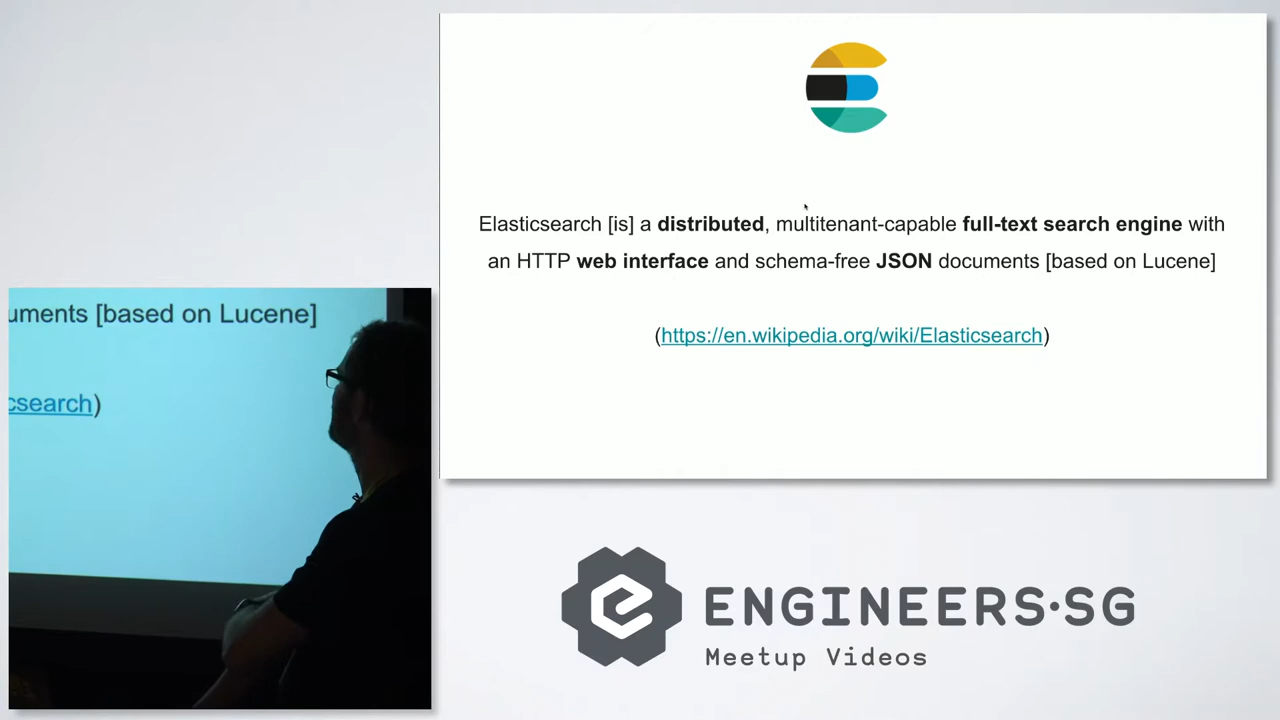 Elasticsearch [is] a distributed, multitenant-capable full-text search engine with
an HTTP web interface and schema-free JSON documents [based on Lucene]
(https://en.wikipedia.org/wiki/Elasticsearch)
uments [based on Lucene]
csearch)
ENGINEERS·SG
Meetup Videos